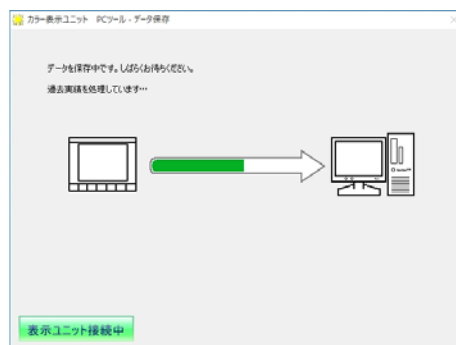 カラー表示ユニット PCツール - データ保存
データを保存中です。しばらくお待ちください。
過去実績を処理しています…
表示ユニット接続中